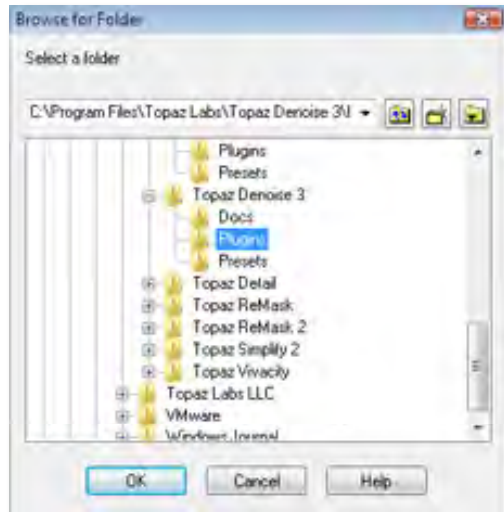 Browse for Folder
Select a folder
C:\Program Files\Topaz Labs\Topaz Denoise 3\I
Plugins
Presets
Topaz Denoise 3
Docs
Plugins
Presets
Topaz Detail
Topaz ReMask
Topaz ReMask 2
Topaz Simplify 2
Topaz Vivacity
Topaz Labs LLC
VMware
Windows Journal
OK Cancel Help